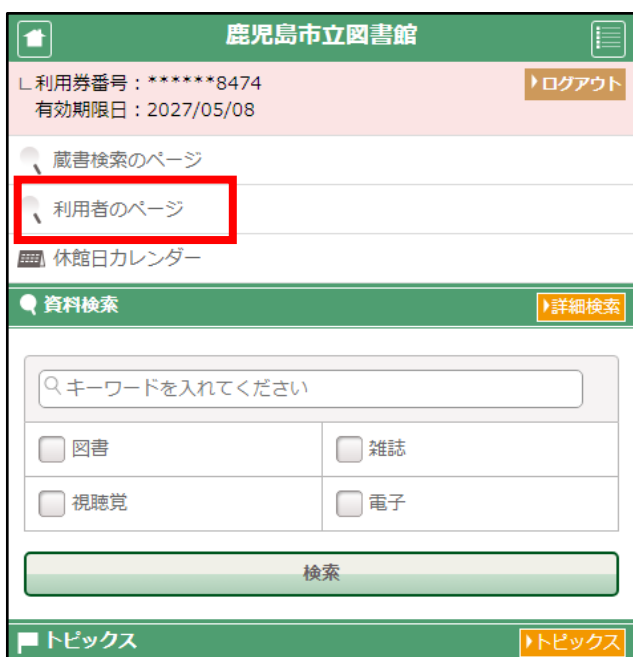 鹿児島市立図書館
∟利用券番号：******8474
ログアウト
有効期限日：2027/05/08
蔵書検索のページ
利用者のページ
休館日カレンダー
資料検索
詳細検索
キーワードを入れてください
図書
雑誌
視聴覚
電子
検索
トピックス
トピックス